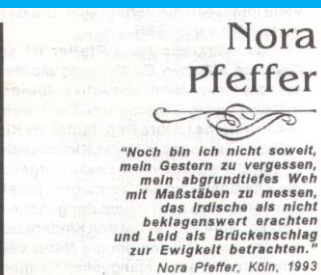 Nora
Pfeffer
"Noch bin ich nicht soweit,
mein Gestern zu vergessen,
mein abgrundtiefes Weh
mit Maßstäben zu messen,
das Irdische als nicht
beklagenswert erachten
und Leid als Brückenschlag
zur Ewigkeit betrachten."
Nora Pfeffer, Köln, 1993